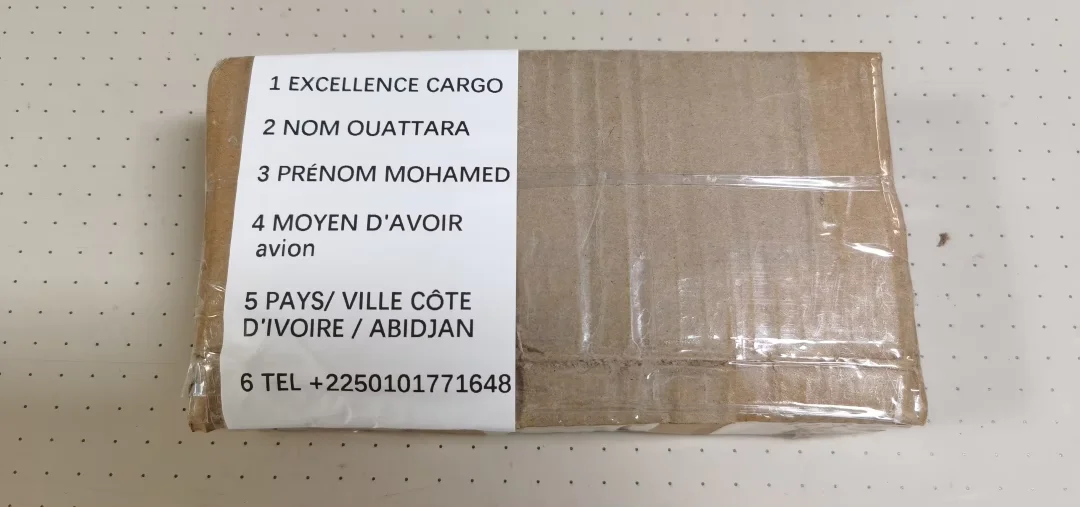 1 EXCELLENCE CARGO
2 NOM OUATTARA
3 PRÉNOM MOHAMED
4 MOYEN D'AVOIR
avion
5 PAYS/ VILLE CÔTE
D'IVOIRE / ABIDJAN
6 TEL +2250101771648